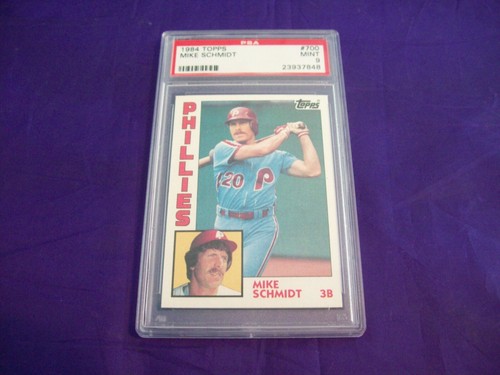 PSA
1984 TOPPS #700
MIKE SCHMIDT MINT
9
23937848
Topps
PHILLIES
20 P
MIKE
SCHMIDT 3B